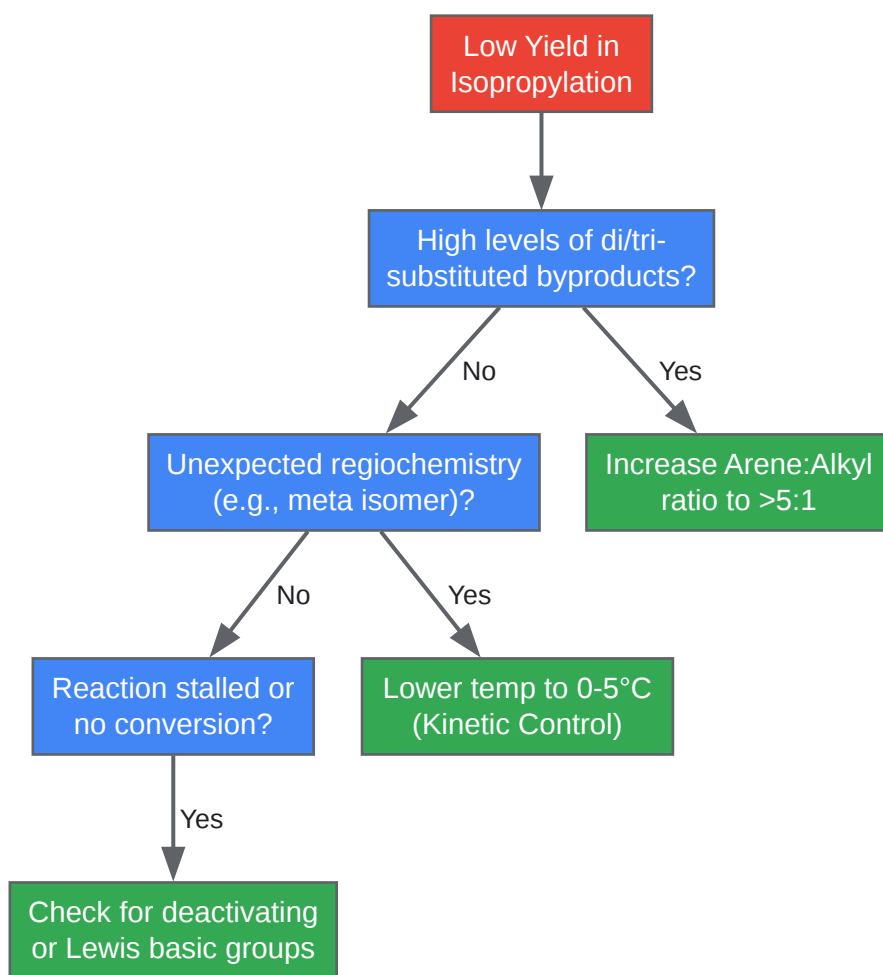 Low Yield in
Isopropylation
High levels of di/tri-
substituted byproducts?
No
Yes
Unexpected regiochemistry
(e.g., meta isomer)?
Increase Arene:Alkyl
ratio to >5:1
No
Yes
Reaction stalled or
no conversion?
Lower temp to 0-5°C
(Kinetic Control)
Yes
Check for deactivating
or Lewis basic groups